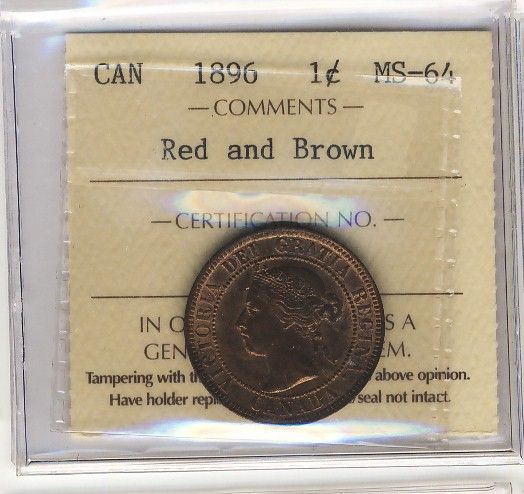 CAN 1896 1¢ MS-64
— COMMENTS —
Red and Brown
— CERTIFICATION NO. —
IN O S A
GEN EM.
Tampering with th above opinion.
Have holder repl /seal not intact.
VICTORIA DEI GRATIA REGINA
CANADA